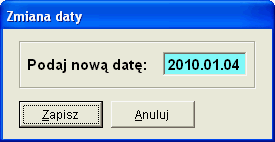 Zmiana daty
Podaj nową datę: 2010.01.04
Zapisz Anuluj